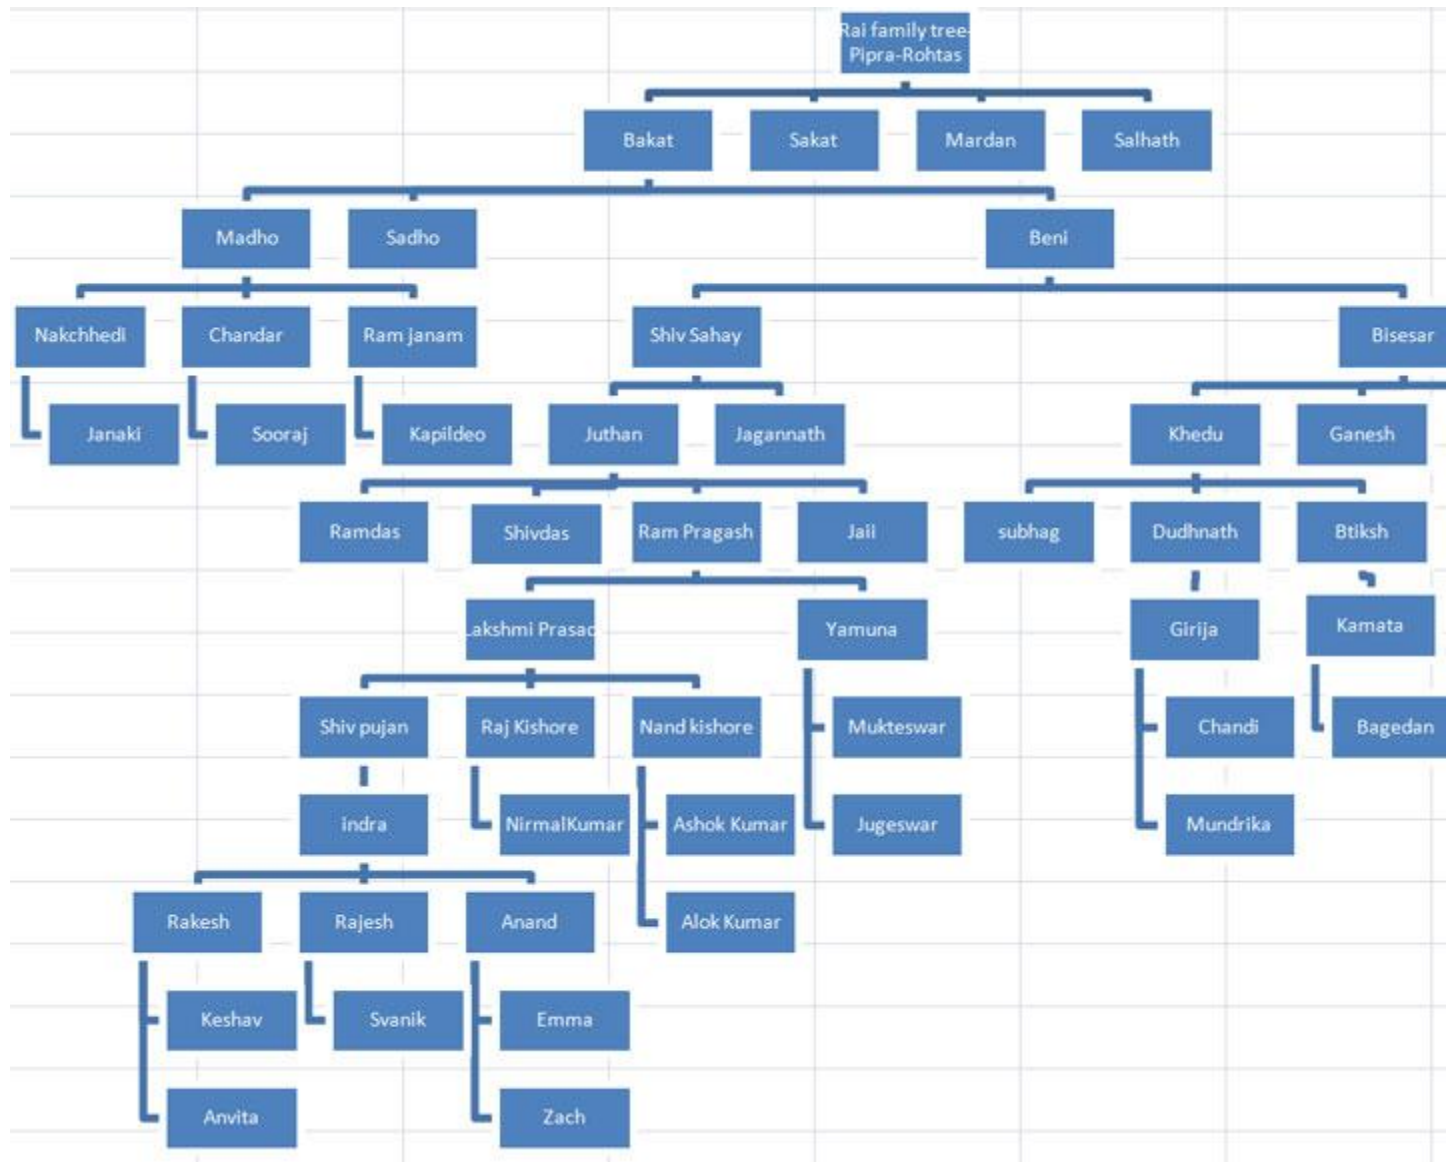 Rai family tree-
Pipra-Rohtas
Bakat
Sakat
Mardan
Salhath
Madho
Sadho
Beni
Nakchhedi
Chandar
Ram janam
Shiv Sahay
Bisesar
Janaki
Sooraj
Kapildeo
Juthan
Jagannath
Khedu
Ganesh
Ramdas
Shivdas
Ram Pragash
Jaii
subhag
Dudhnath
Btiksh
Lakshmi Prasad
Yamuna
Girija
Kamata
Shiv pujan
Raj Kishore
Nand kishore
Mukteswar
Chandi
Bagedan
indra
NirmalKumar
Ashok Kumar
Jugeswar
Mundrika
Rakesh
Rajesh
Anand
Alok Kumar
Keshav
Svanik
Emma
Anvita
Zach